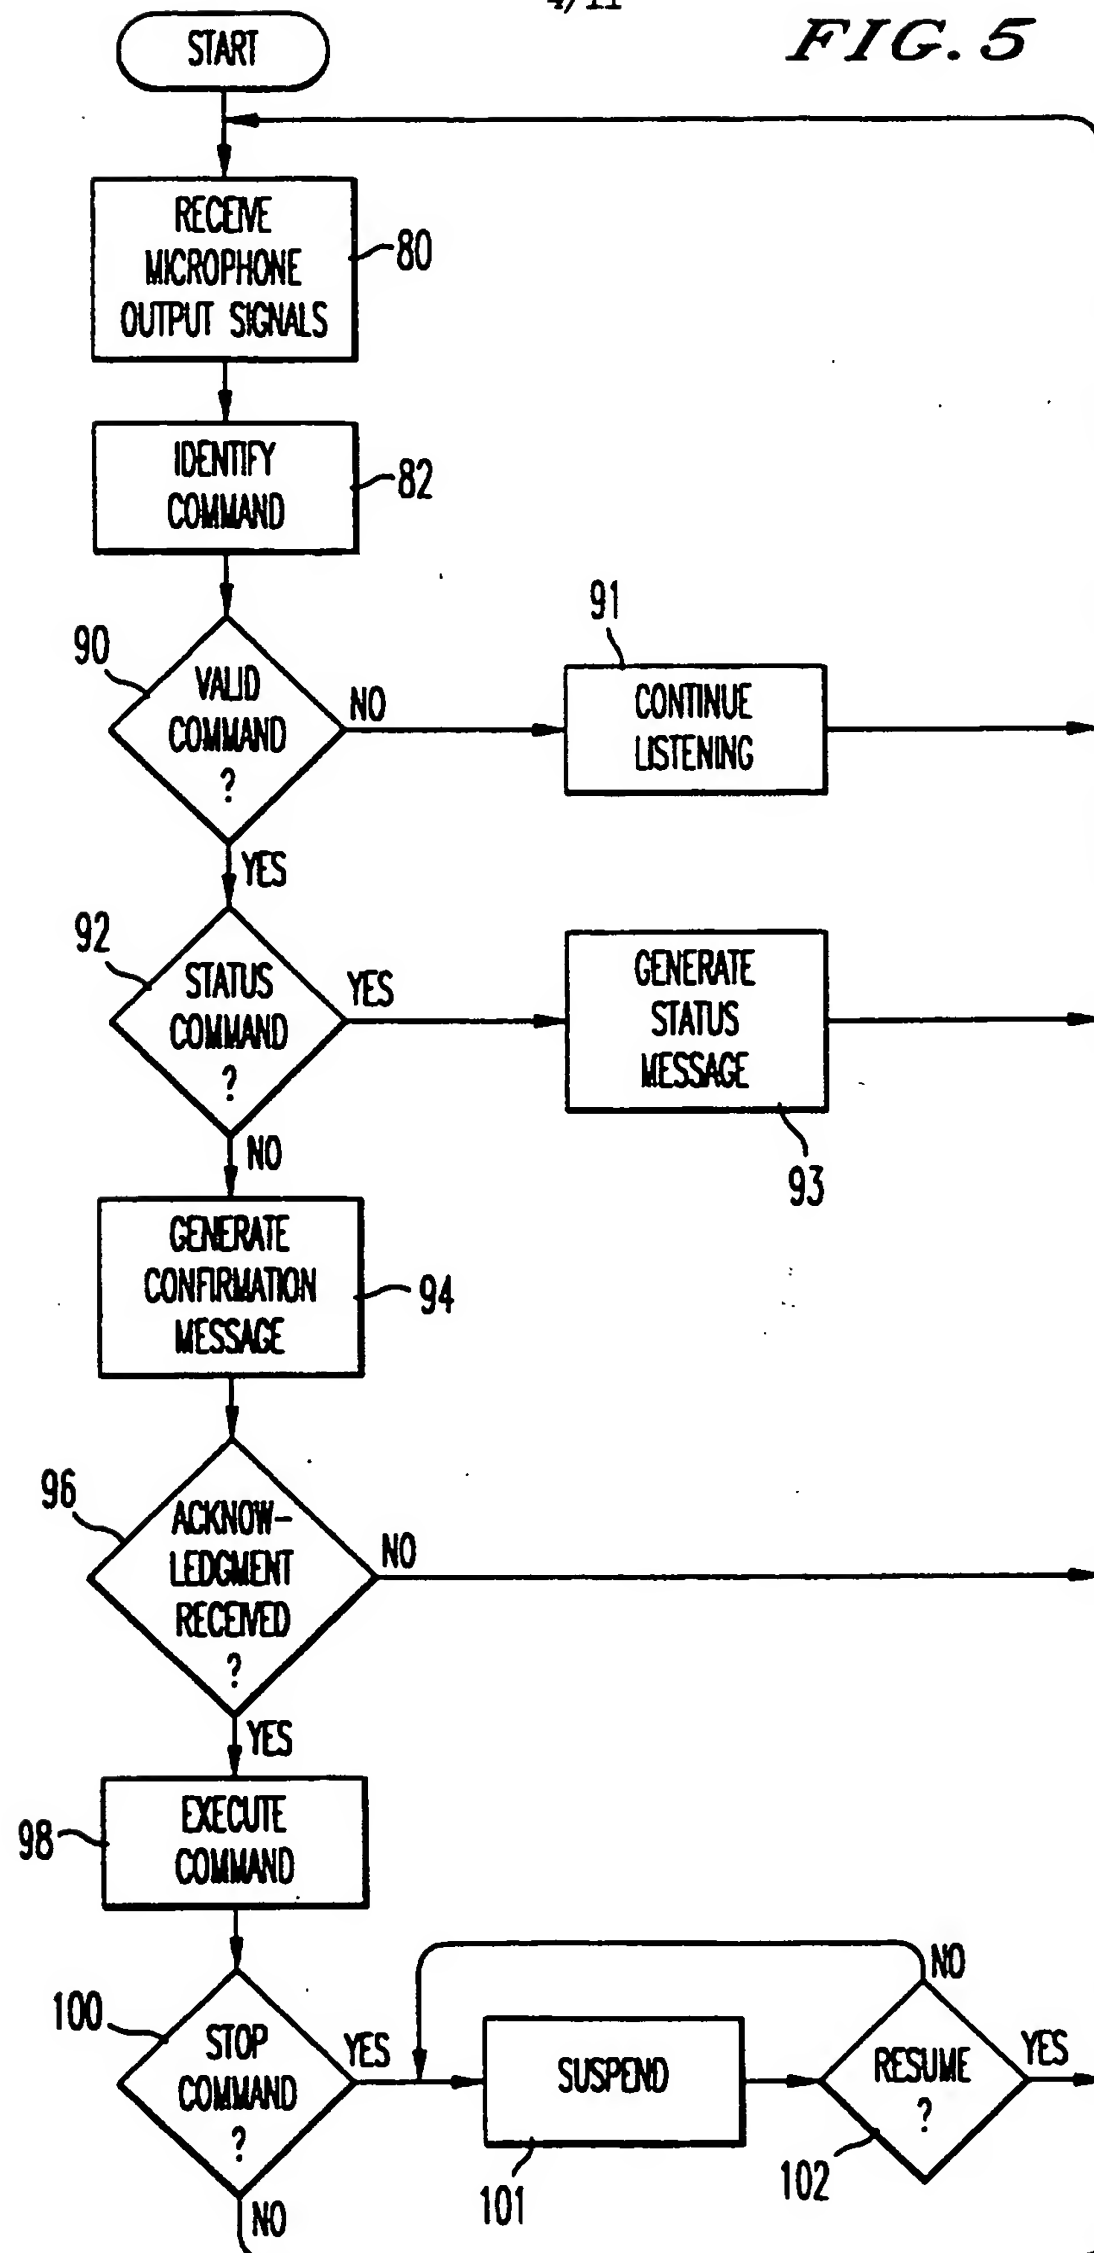 4/11
FIG. 5
START
RECEIVE
MICROPHONE
OUTPUT SIGNALS
80
IDENTIFY
COMMAND
82
90
VALID
COMMAND
?
NO
91
CONTINUE
LISTENING
YES
92
STATUS
COMMAND
?
YES
GENERATE
STATUS
MESSAGE
93
NO
GENERATE
CONFIRMATION
MESSAGE
94
96
ACKNOW-
LEDGMENT
RECEIVED
?
NO
YES
EXECUTE
COMMAND
98
100
STOP
COMMAND
?
YES
SUSPEND
101
NO
RESUME
?
YES
102
NO